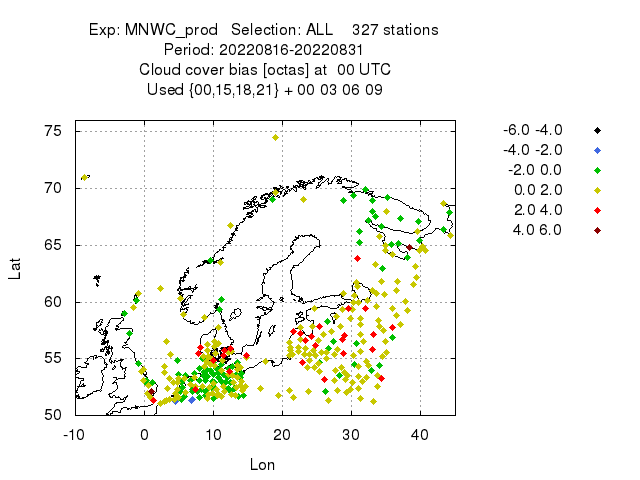 Exp: MNWC_prod   Selection: ALL    327 stations
Period: 20220816-20220831
Cloud cover bias [octas] at  00 UTC
Used {00,15,18,21} + 00 03 06 09
75
70
65
60
55
50
-10 0 10 20 30 40
Lat
Lon
-6.0 -4.0
-4.0 -2.0
-2.0 0.0
0.0 2.0
2.0 4.0
4.0 6.0